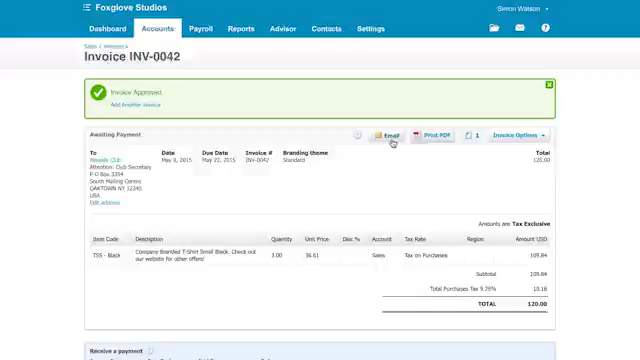 Foxglove Studios
Simon Watson
Dashboard Accounts Payroll Reports Advisor Contacts Settings
Sales › Invoices ›
Invoice INV-0042
Invoice Approved.
Add Another Invoice
Awaiting Payment Email Print PDF 1 Invoice Options
To Date Due Date Invoice # Branding theme Total
Wayside Club May 8, 2015 May 22, 2015 INV-0042 Standard 120.00
Attention: Club Secretary
P O Box 3354
South Mailing Centre
OAKTOWN NY 12345
USA
Edit address
Amounts are Tax Exclusive
Item Code Description Quantity Unit Price Disc % Account Tax Rate Region Amount USD
TSS - Black Company Branded T-Shirt Small Black. Check out our website for other offers! 3.00 36.61 Sales Tax on Purchases 109.84
Subtotal 109.84
Total Purchases Tax 9.25% 10.16
TOTAL 120.00
Receive a payment